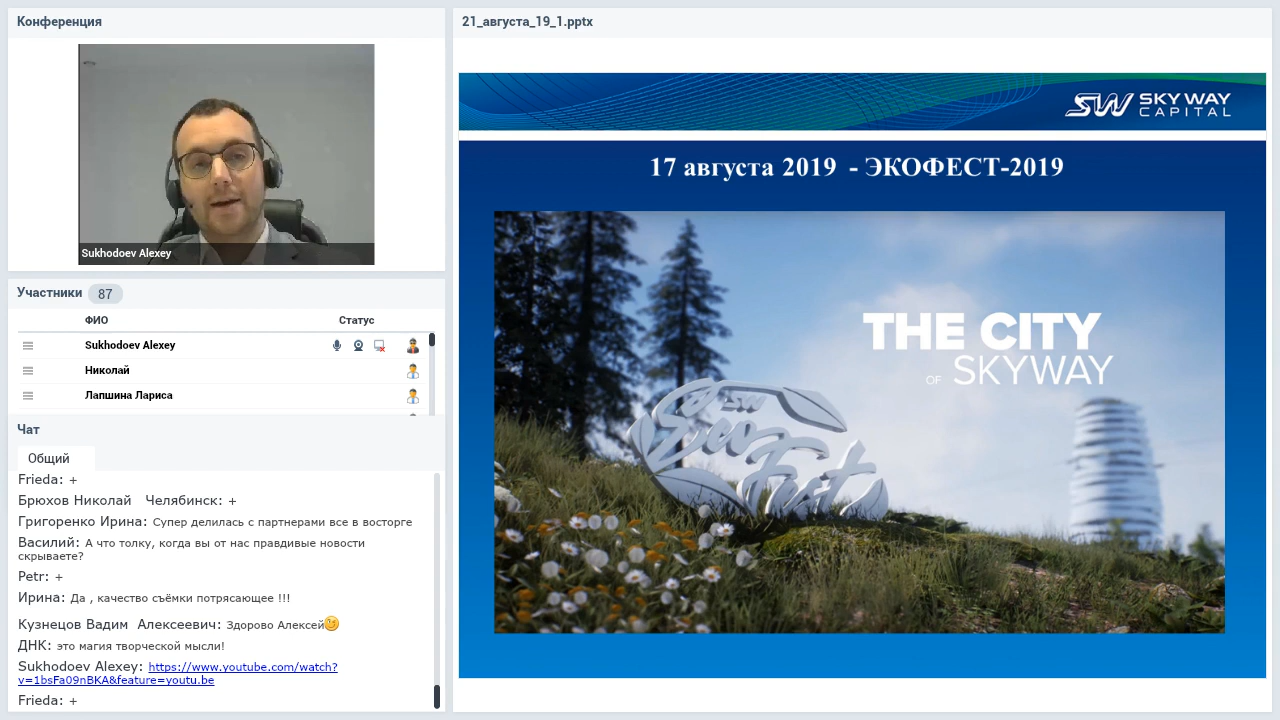 Конференция
Sukhodoev Alexey
Участники 87
ФИО Статус
Sukhodoev Alexey
Николай
Лапшина Лариса
Чат
Общий
Frieda: +
Брюхов Николай Челябинск: +
Григоренко Ирина: Супер делилась с партнерами все в восторге
Василий: А что толку, когда вы от нас правдивые новости
скрываете?
Petr: +
Ирина: Да , качество съёмки потрясающее !!!
Кузнецов Вадим Алексеевич: Здорово Алексей
ДНК: это магия творческой мысли!
Sukhodoev Alexey: https://www.youtube.com/watch?
v=1bsFa09nBKA&feature=youtu.be
Frieda: +
21_августа_19_1.pptx
SW SKY WAY
CAPITAL
17 августа 2019 - ЭКОФЕСТ-2019
THE CITY
OF SKYWAY
sw
Eco
Fest